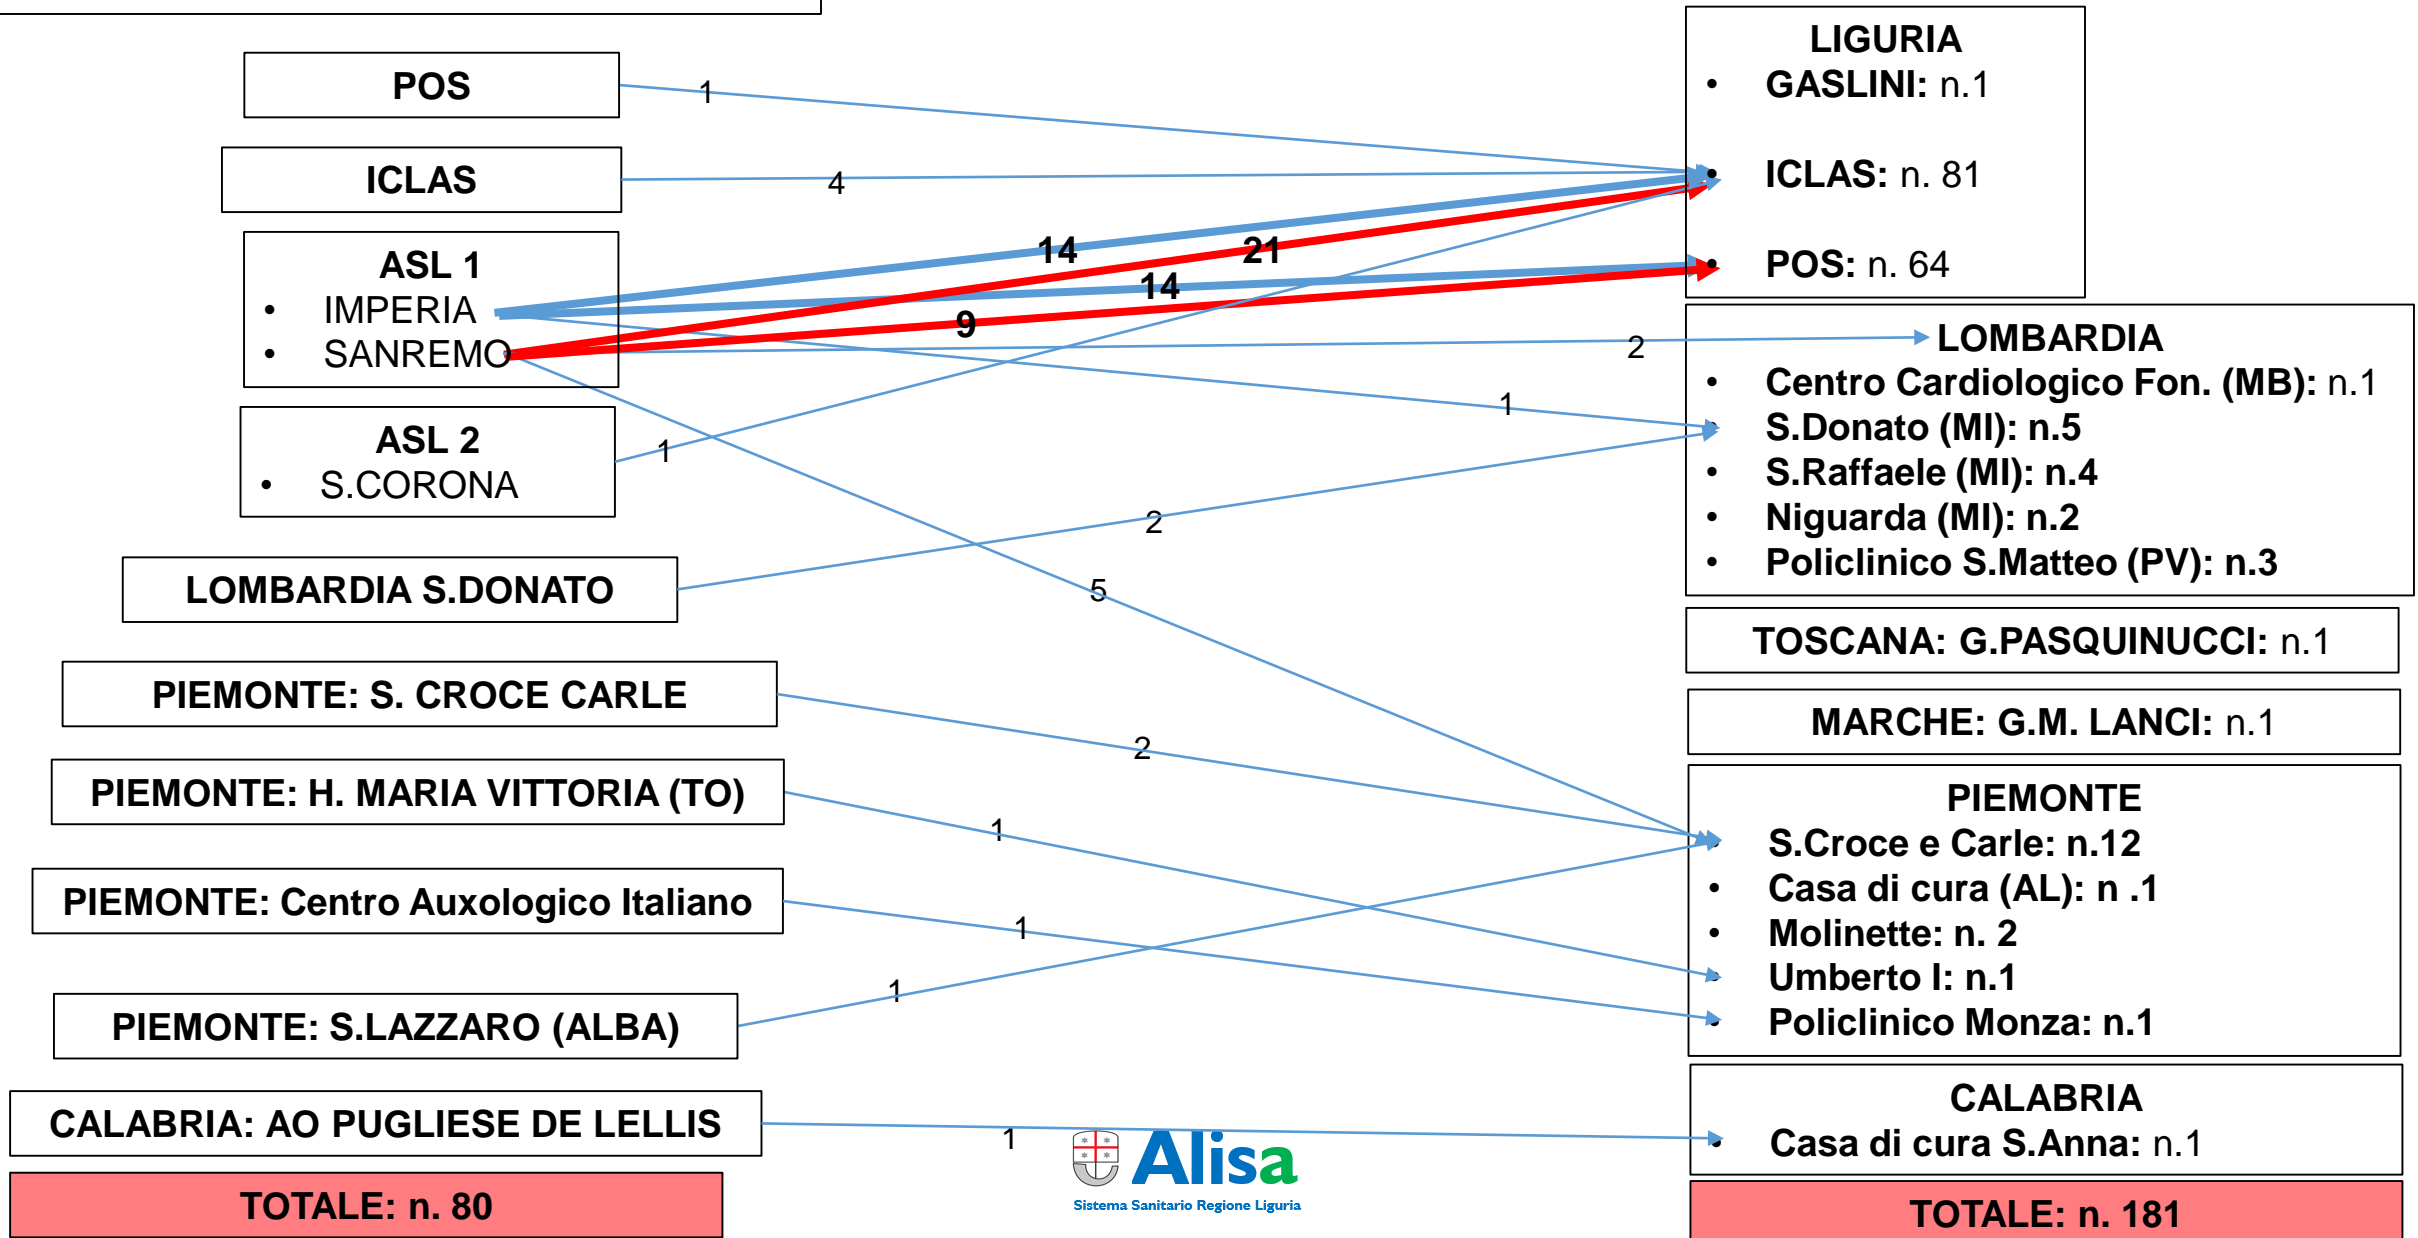 POS
ICLAS
ASL 1
• IMPERIA
• SANREMO
ASL 2
• S.CORONA
LOMBARDIA S.DONATO
PIEMONTE: S. CROCE CARLE
PIEMONTE: H. MARIA VITTORIA (TO)
PIEMONTE: Centro Auxologico Italiano
PIEMONTE: S.LAZZARO (ALBA)
CALABRIA: AO PUGLIESE DE LELLIS
TOTALE: n. 80
1
4
14
21
14
9
2
1
1
2
5
2
1
1
1
1
Alisa
Sistema Sanitario Regione Liguria
LIGURIA
• GASLINI: n.1
• ICLAS: n. 81
• POS: n. 64
LOMBARDIA
• Centro Cardiologico Fon. (MB): n.1
• S.Donato (MI): n.5
• S.Raffaele (MI): n.4
• Niguarda (MI): n.2
• Policlinico S.Matteo (PV): n.3
TOSCANA: G.PASQUINUCCI: n.1
MARCHE: G.M. LANCI: n.1
PIEMONTE
• S.Croce e Carle: n.12
• Casa di cura (AL): n .1
• Molinette: n. 2
• Umberto I: n.1
• Policlinico Monza: n.1
CALABRIA
• Casa di cura S.Anna: n.1
TOTALE: n. 181